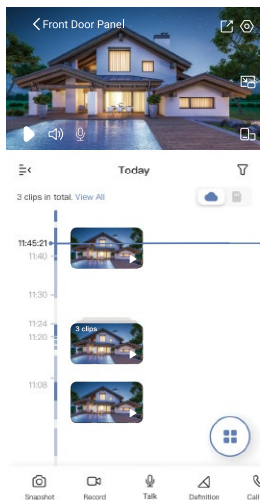 Front Door Panel
Today
3 clips in total. View All
11:45:21
11:40
11:30
11:24
3 clips
11:20
11:08
Snapshot
Record
Talk
Definition
Call